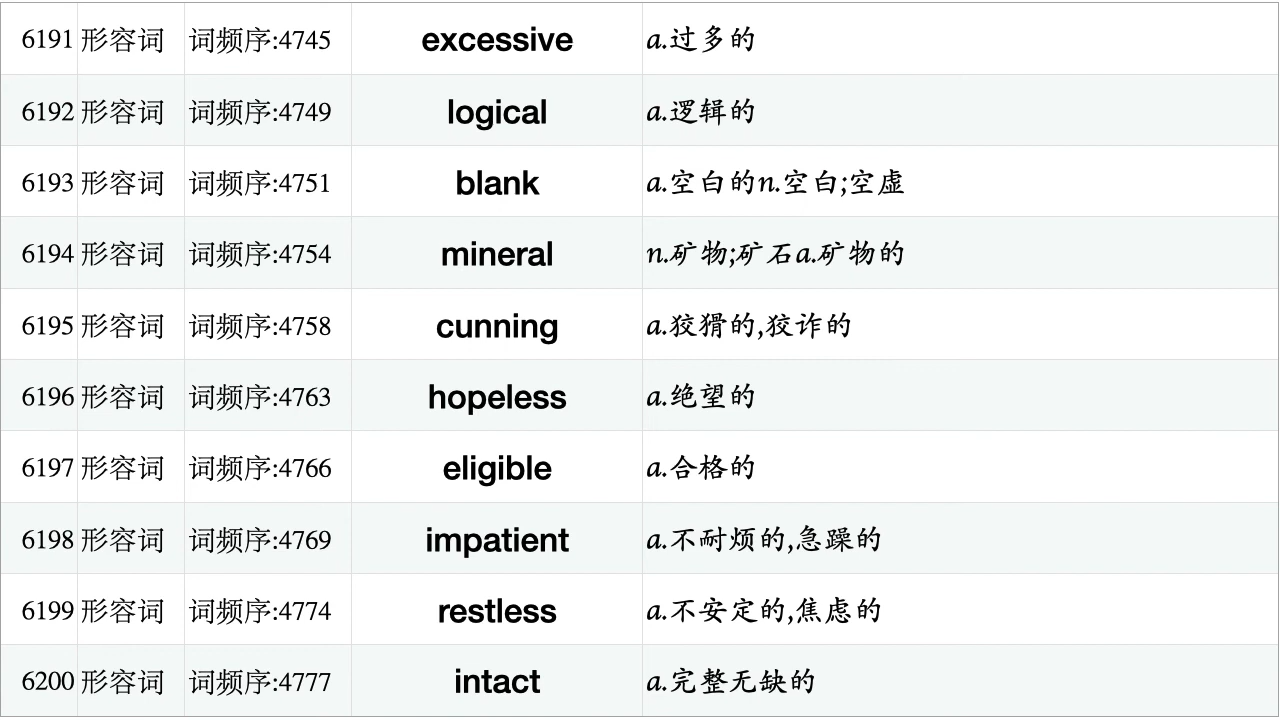 6191 形容词 词频序:4745 excessive a.过多的
6192 形容词 词频序:4749 logical a.逻辑的
6193 形容词 词频序:4751 blank a.空白的n.空白;空虚
6194 形容词 词频序:4754 mineral n.矿物;矿石a.矿物的
6195 形容词 词频序:4758 cunning a.狡猾的,狡诈的
6196 形容词 词频序:4763 hopeless a.绝望的
6197 形容词 词频序:4766 eligible a.合格的
6198 形容词 词频序:4769 impatient a.不耐烦的,急躁的
6199 形容词 词频序:4774 restless a.不安定的,焦虑的
6200 形容词 词频序:4777 intact a.完整无缺的